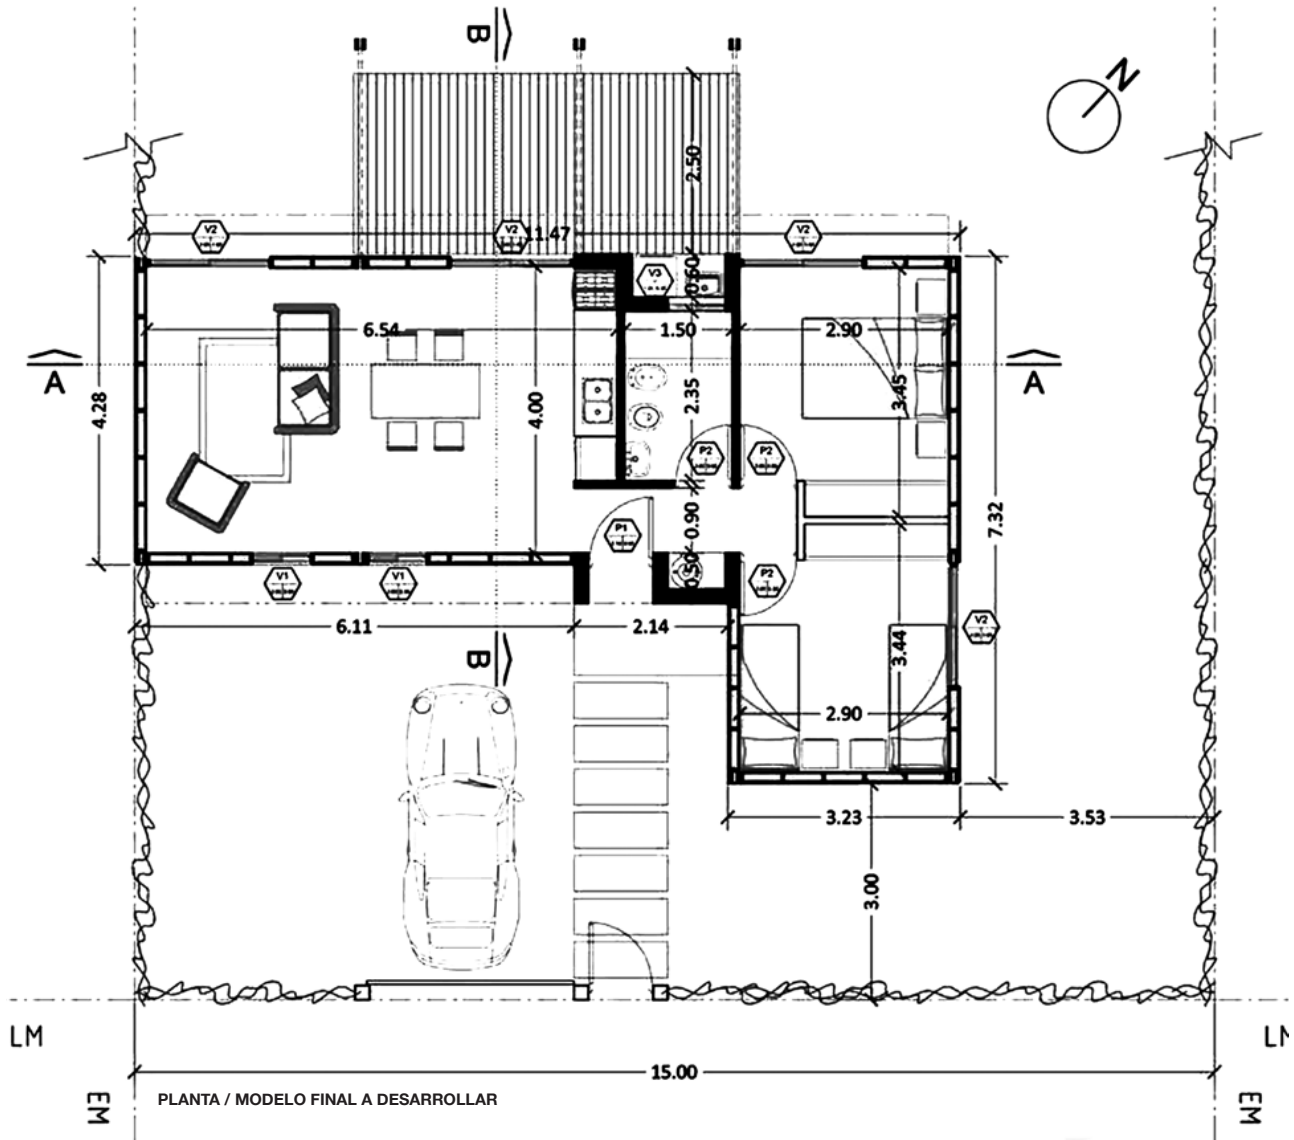 B
N
2.50
V2
V2
11.47
V2
V3
0.60
6.54
1.50
2.90
A
A
4.28
4.00
2.35
3.45
P2
P2
7.32
0.90
P1
V1
V1
0.50
P2
6.11
2.14
V2
B
3.44
2.90
3.23
3.53
3.00
LM
LM
15.00
PLANTA / MODELO FINAL A DESARROLLAR
EM
EM